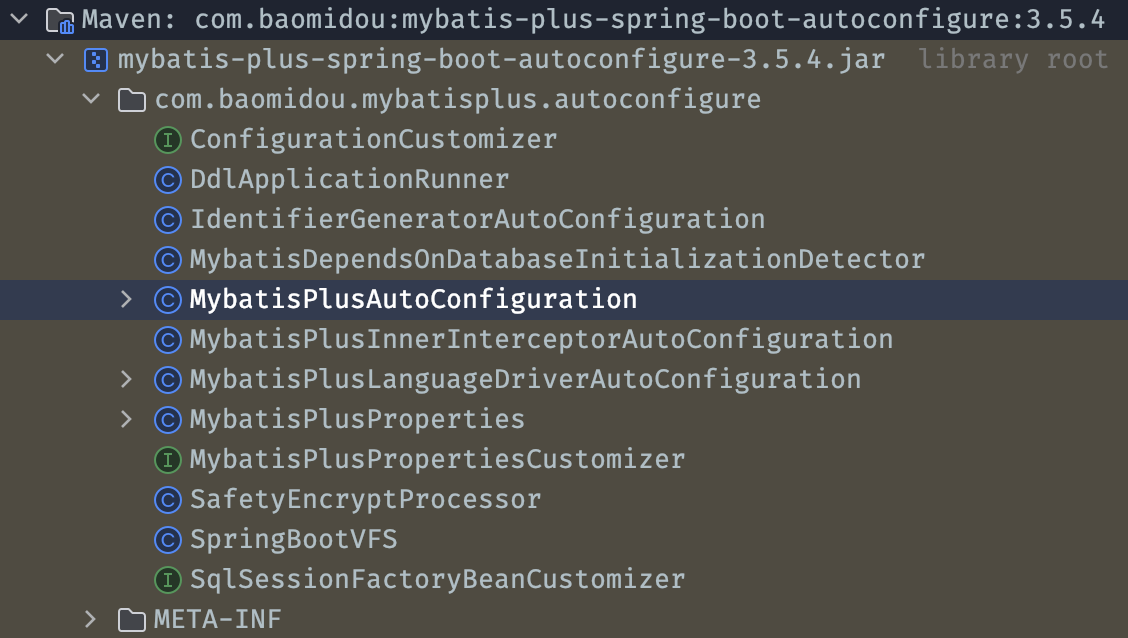 Maven: com.baomidou:mybatis-plus-spring-boot-autoconfigure:3.5.4
mybatis-plus-spring-boot-autoconfigure-3.5.4.jar library root
com.baomidou.mybatisplus.autoconfigure
I ConfigurationCustomizer
C DdlApplicationRunner
C IdentifierGeneratorAutoConfiguration
C MybatisDependsOnDatabaseInitializationDetector
C MybatisPlusAutoConfiguration
C MybatisPlusInnerInterceptorAutoConfiguration
C MybatisPlusLanguageDriverAutoConfiguration
C MybatisPlusProperties
I MybatisPlusPropertiesCustomizer
C SafetyEncryptProcessor
C SpringBootVFS
I SqlSessionFactoryBeanCustomizer
META-INF